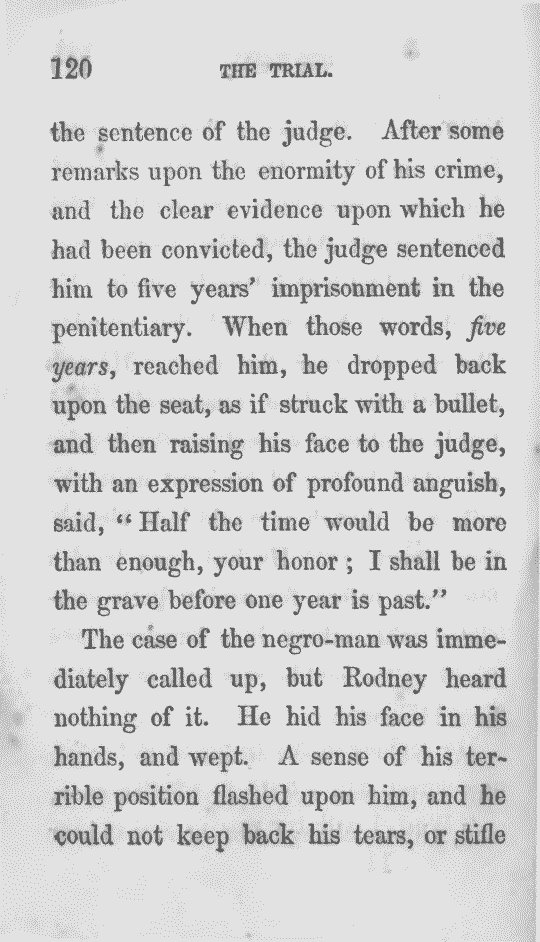 120 THE TRIAL.
the sentence of the judge. After some
remarks upon the enormity of his crime,
and the clear evidence upon which he
had been convicted, the judge sentenced
him to five years' imprisonment in the
penitentiary. When those words, five
years, reached him, he dropped back
upon the seat, as if struck with a bullet,
and then raising his face to the judge,
with an expression of profound anguish,
said, "Half the time would be more
than enough, your honor; I shall be in
the grave before one year is past."
The case of the negro-man was imme-
diately called up, but Rodney heard
nothing of it. He hid his face in his
hands, and wept. A sense of his ter-
rible position flashed upon him, and he
could not keep back his tears, or stifle